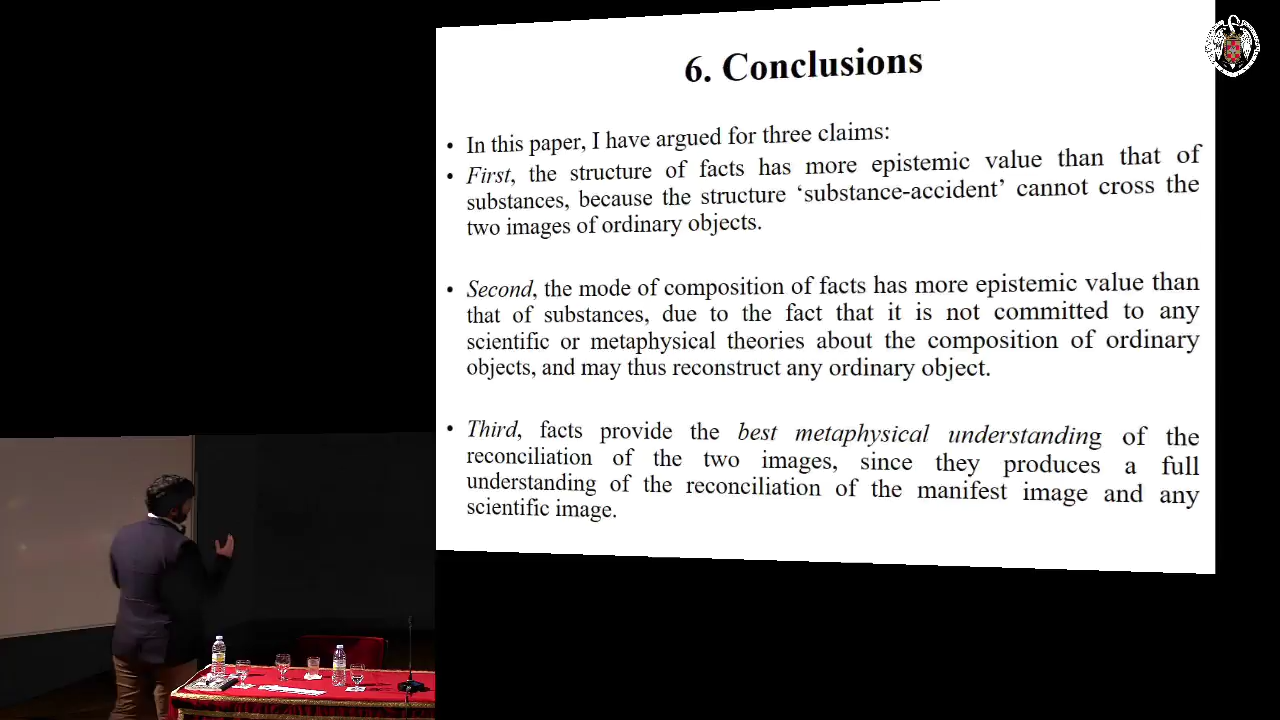 6. Conclusions
• In this paper, I have argued for three claims:
• First, the structure of facts has more epistemic value than that of
substances, because the structure ‘substance-accident’ cannot cross the
two images of ordinary objects.
• Second, the mode of composition of facts has more epistemic value than
that of substances, due to the fact that it is not committed to any
scientific or metaphysical theories about the composition of ordinary
objects, and may thus reconstruct any ordinary object.
• Third, facts provide the best metaphysical understanding of the
reconciliation of the two images, since they produces a full
understanding of the reconciliation of the manifest image and any
scientific image.